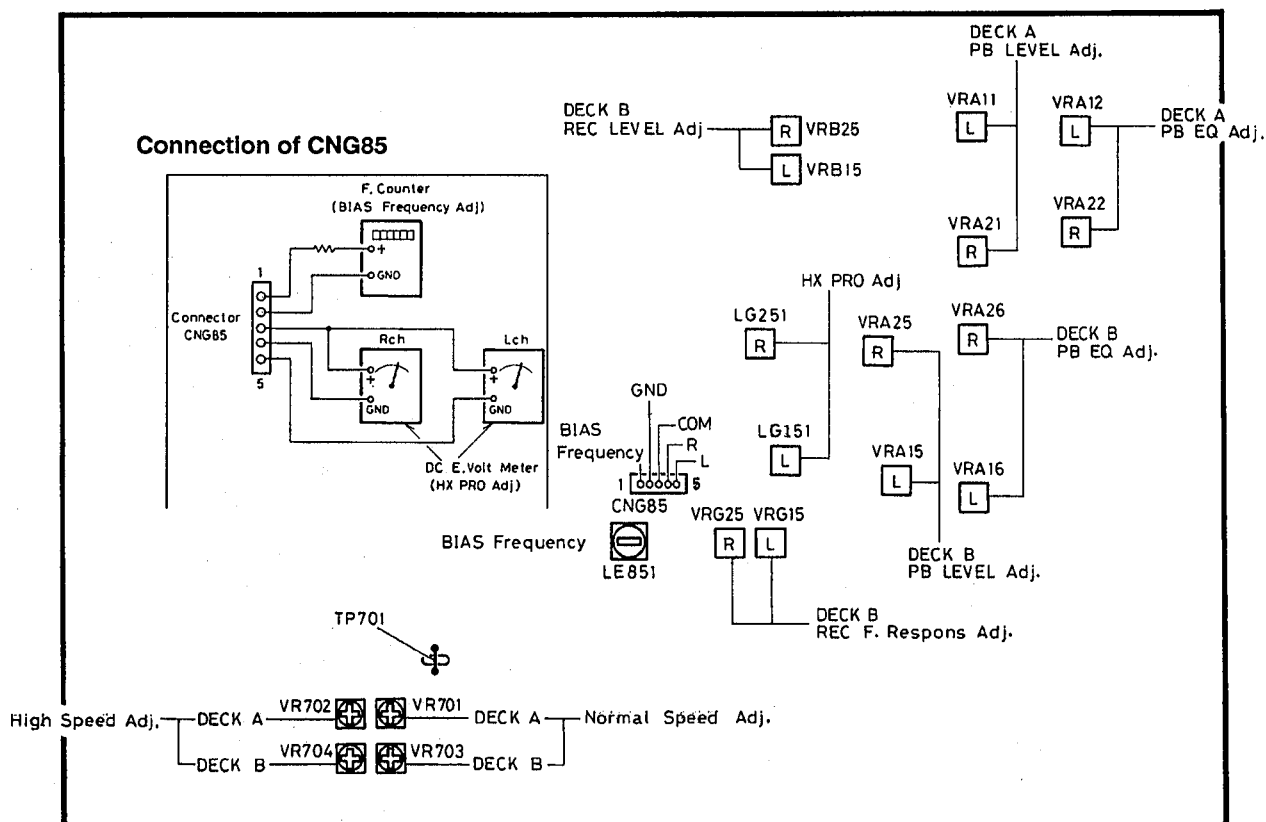 DECK A
PB LEVEL Adj.
VRA11
L
VRA12
L
DECK A
PB EQ Adj.
DECK B
REC LEVEL Adj
R
VRB25
L
VRB15
Connection of CNG85
F. Counter
(BIAS Frequency Adj)
+
GND
1
Connector
CNG85
5
Rch
+
GND
Lch
+
GND
DC E.Volt Meter
(HX PRO Adj)
VRA21
R
VRA22
R
HX PRO Adj
LG251
R
VRA25
R
VRA26
R
DECK B
PB EQ Adj.
GND
COM
R
L
BIAS
Frequency
1
5
CNG85
LG151
L
VRA15
L
VRA16
L
DECK B
PB LEVEL Adj.
BIAS Frequency
LE851
VRG25
R
VRG15
L
DECK B
REC F. Respons Adj.
TP701
High Speed Adj.
DECK A
VR702
VR701
DECK A
Normal Speed Adj.
DECK B
VR704
VR703
DECK B